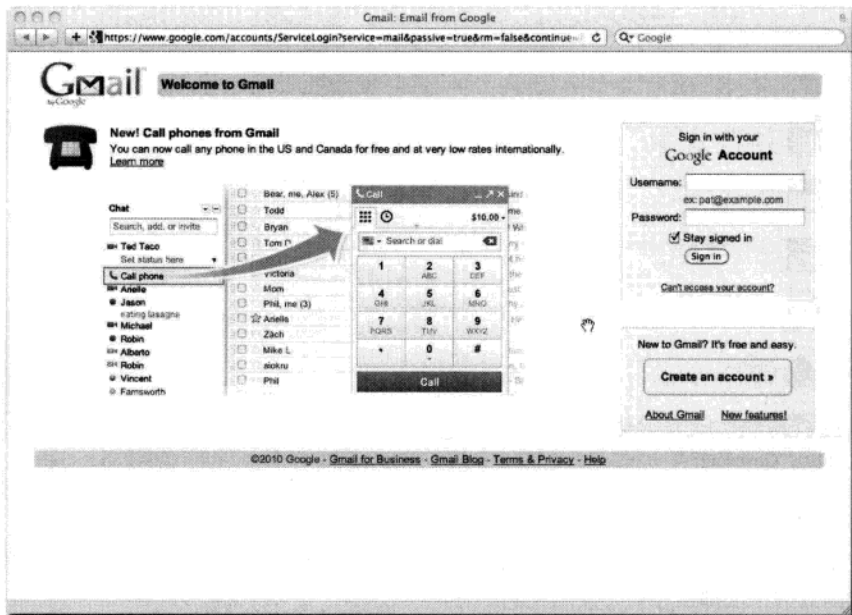 Gmail: Email from Google
https://www.google.com/accounts/ServiceLogin?service=mail&passive=true&rm=false&continue=
Google
Gmail
by Google
Welcome to Gmail
New! Call phones from Gmail
You can now call any phone in the US and Canada for free and at very low rates internationally.
Learn more
Chat
Search, add, or invite
Ted Taco
Set status here
Call phone
Arielle
Jason
eating lasagne
Michael
Robin
Alberto
Robin
Vincent
Farnsworth
Bear, me, Alex (5)
Todd
Bryan
Tom
Victoria
Mom
Phil, me (3)
Arielle
Zach
Mike L
aiokru
Phil
Call
$10.00
Search or dial
1
2 ABC
3 DEF
4 GHI
5 JKL
6 MNO
7 PQRS
8 TUV
9 WXYZ
0
#
Call
Sign in with your
Google Account
Username:
ex: pat@example.com
Password:
Stay signed in
Sign in
Can't access your account?
New to Gmail? It's free and easy.
Create an account »
About Gmail New features!
©2010 Google - Gmail for Business - Gmail Blog - Terms & Privacy - Help